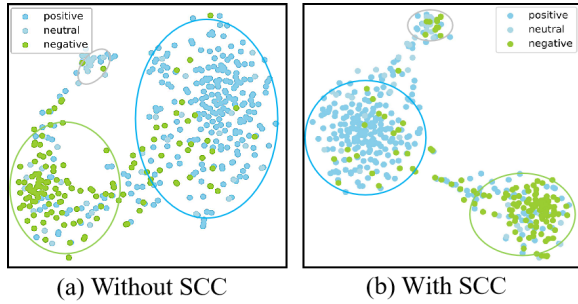 positive
neutral
negative
positive
neutral
negative
(a) Without SCC
(b) With SCC